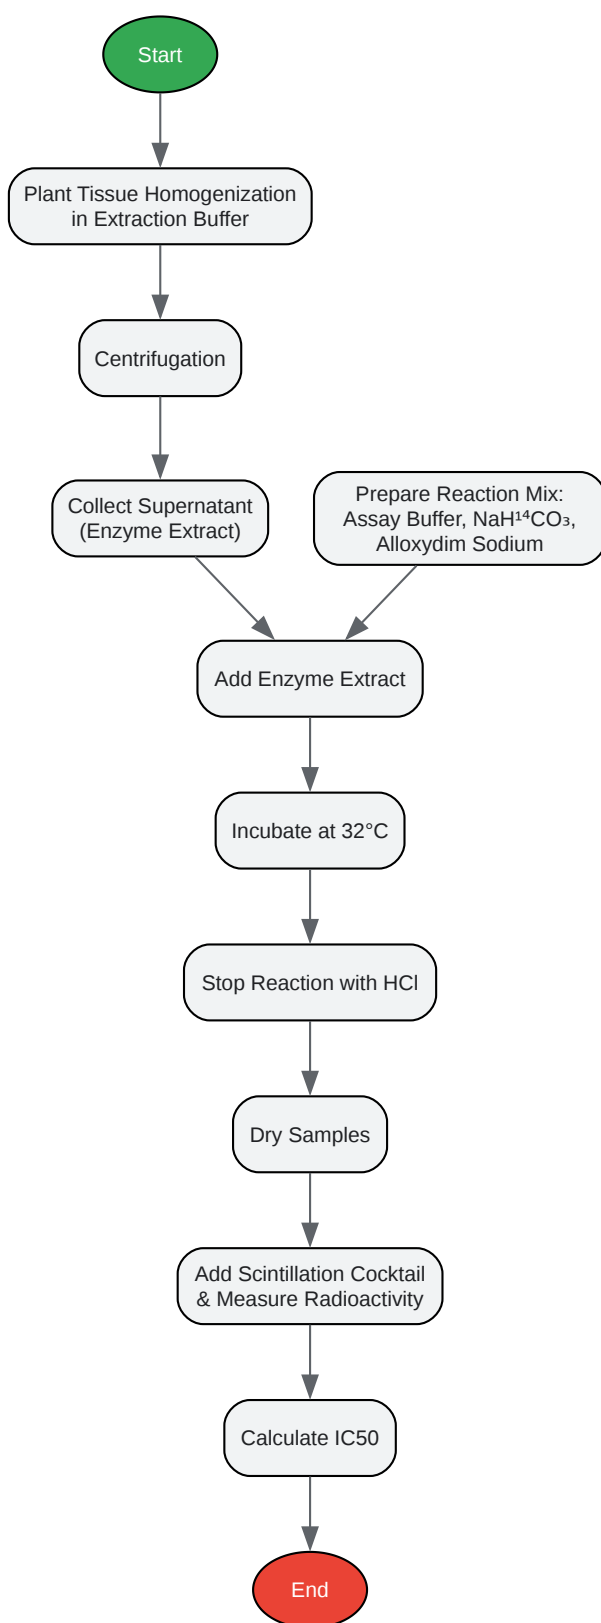 Start
Plant Tissue Homogenization
in Extraction Buffer
Centrifugation
Collect Supernatant
(Enzyme Extract)
Prepare Reaction Mix:
Assay Buffer, NaH¹⁴CO₃,
Alloxydim Sodium
Add Enzyme Extract
Incubate at 32°C
Stop Reaction with HCl
Dry Samples
Add Scintillation Cocktail
& Measure Radioactivity
Calculate IC50
End